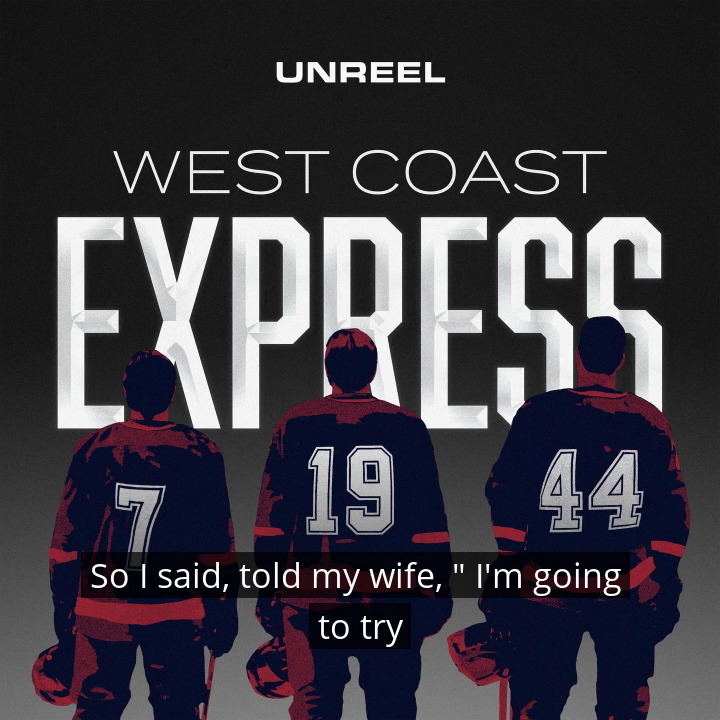 UNREEL
WEST COAST
EXPRESS
7
19
44
So I said, told my wife, " I'm going
to try